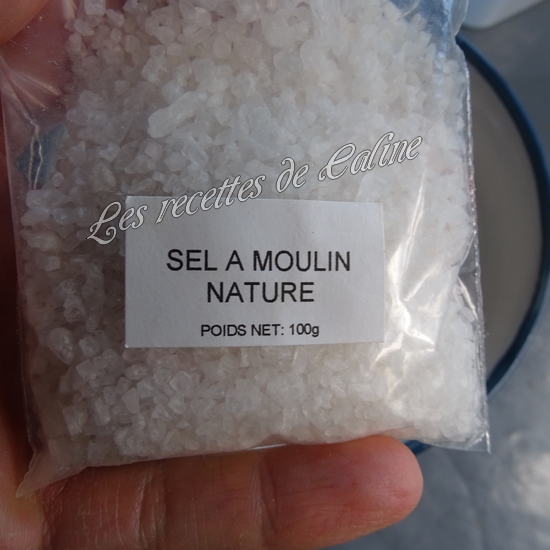 Les recettes de Caline
SEL A MOULIN
NATURE
POIDS NET: 100g